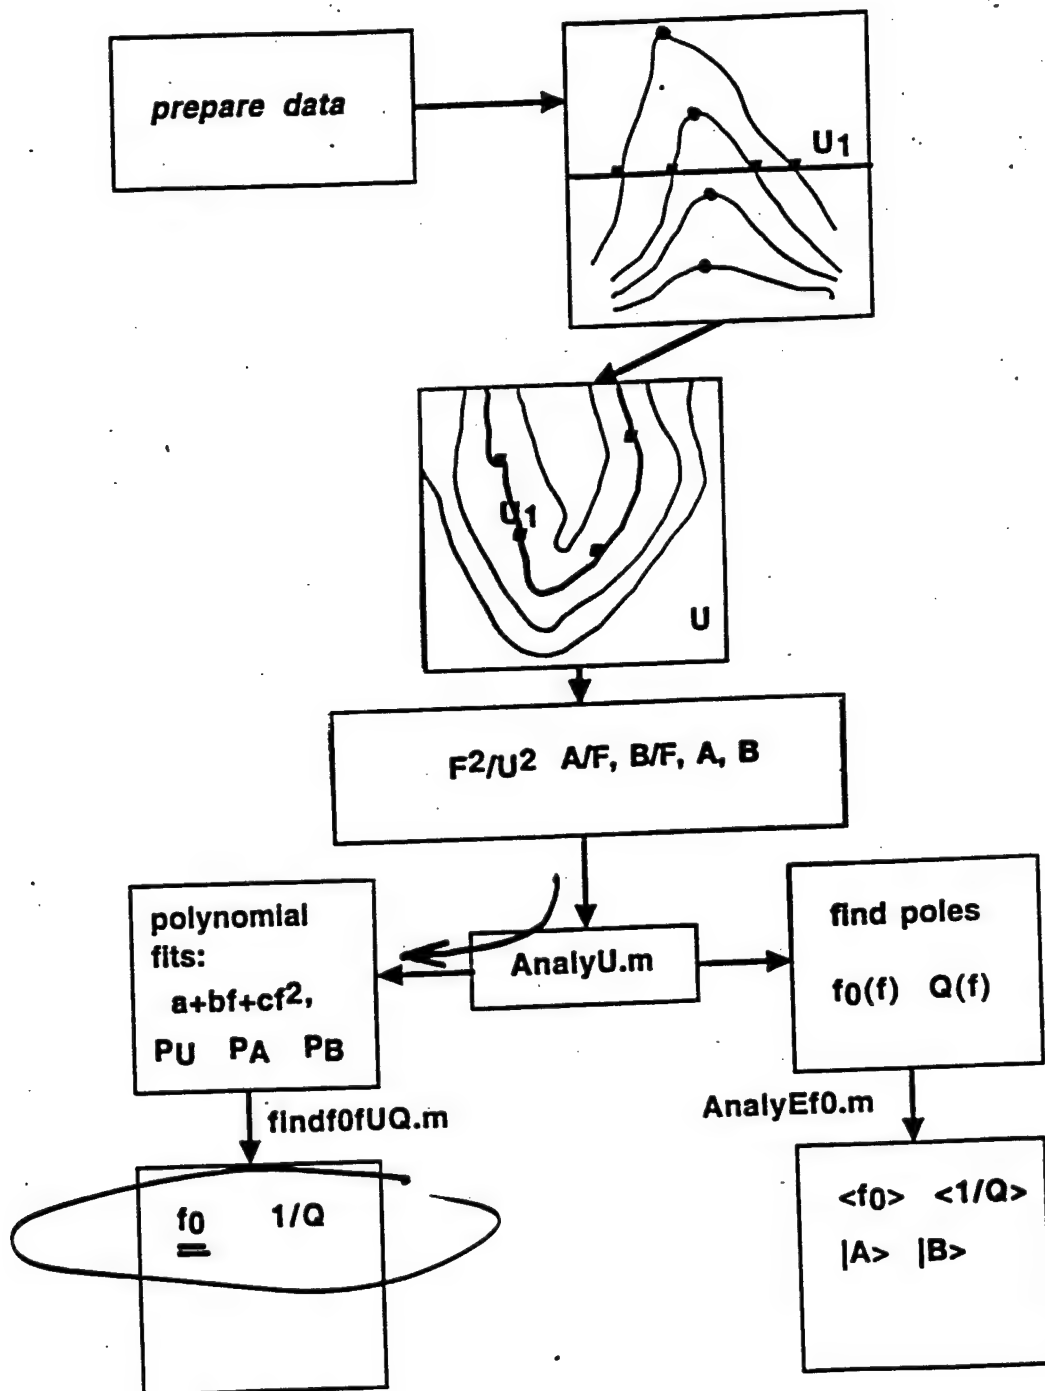 prepare data
U1
U1
U
F²/U² A/F, B/F, A, B
polynomial
fits:
a+bf+cf²,
PU PA PB
AnalyU.m
find poles
f0(f) Q(f)
findf0fUQ.m
AnalyEf0.m
f0 1/Q
<f0> <1/Q>
|A> |B>